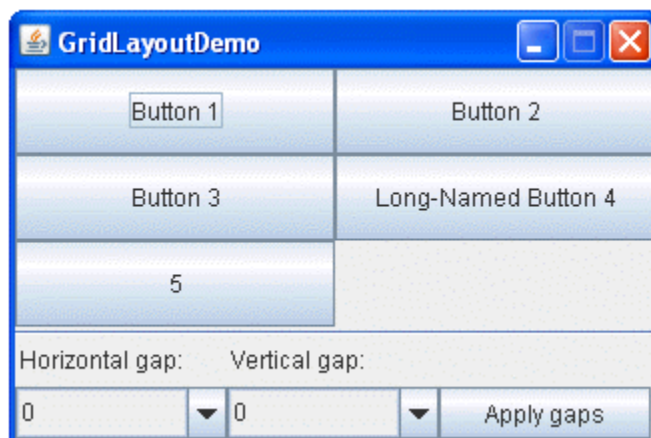 GridLayoutDemo
Button 1 Button 2
Button 3 Long-Named Button 4
5
Horizontal gap: Vertical gap:
0 0 Apply gaps